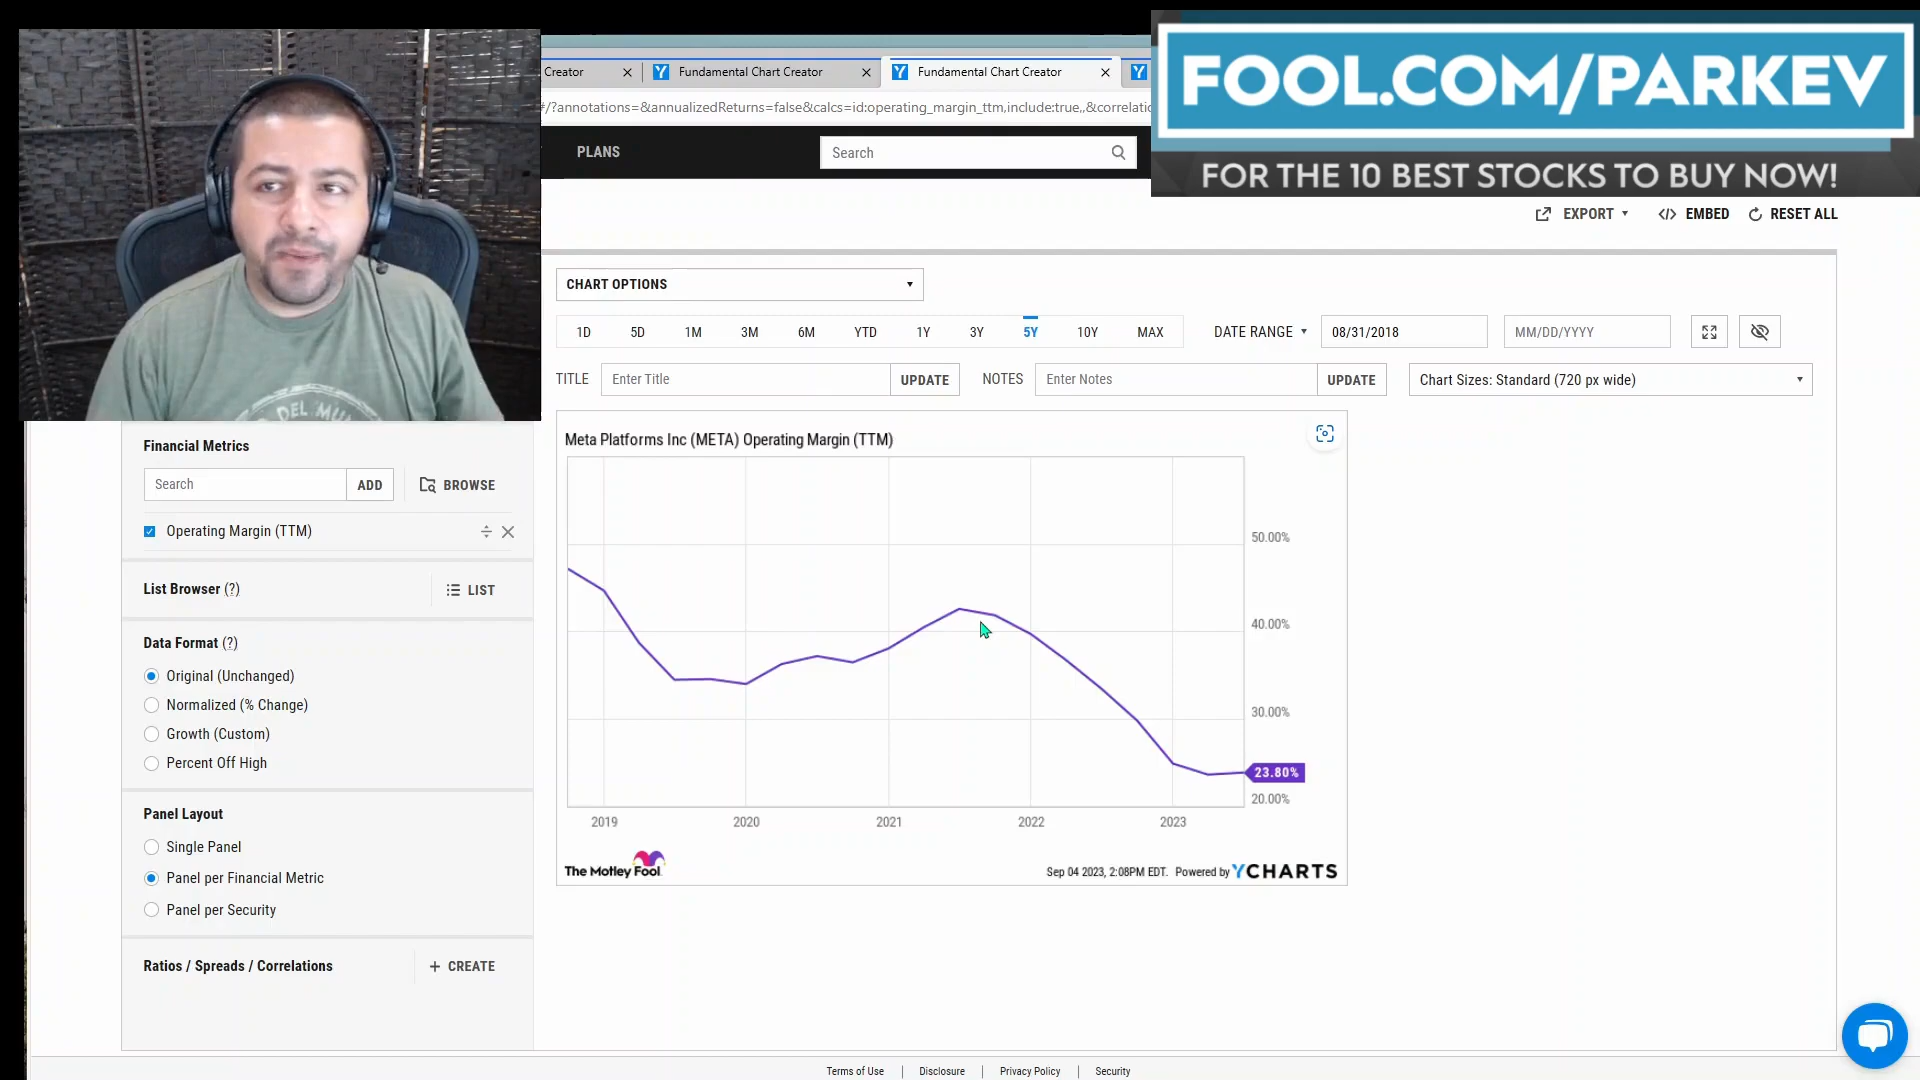 FOOL.COM/PARKEV
FOR THE 10 BEST STOCKS TO BUY NOW!
Creator
Fundamental Chart Creator
Fundamental Chart Creator
#/?annotations=&annualizedReturns=false&calcs=id:operating_margin_ttm,include:true,,&correlatio
PLANS
Search
EXPORT
EMBED
RESET ALL
CHART OPTIONS
1D 5D 1M 3M 6M YTD 1Y 3Y 5Y 10Y MAX DATE RANGE 08/31/2018 MM/DD/YYYY
TITLE Enter Title UPDATE NOTES Enter Notes UPDATE Chart Sizes: Standard (720 px wide)
Financial Metrics
Search ADD BROWSE
Operating Margin (TTM)
List Browser (?) LIST
Data Format (?)
Original (Unchanged)
Normalized (% Change)
Growth (Custom)
Percent Off High
Panel Layout
Single Panel
Panel per Financial Metric
Panel per Security
Ratios / Spreads / Correlations + CREATE
Meta Platforms Inc (META) Operating Margin (TTM)
50.00%
40.00%
30.00%
23.80%
20.00%
2019 2020 2021 2022 2023
The Motley Fool
Sep 04 2023, 2:08PM EDT. Powered by YCHARTS
Terms of Use | Disclosure | Privacy Policy | Security